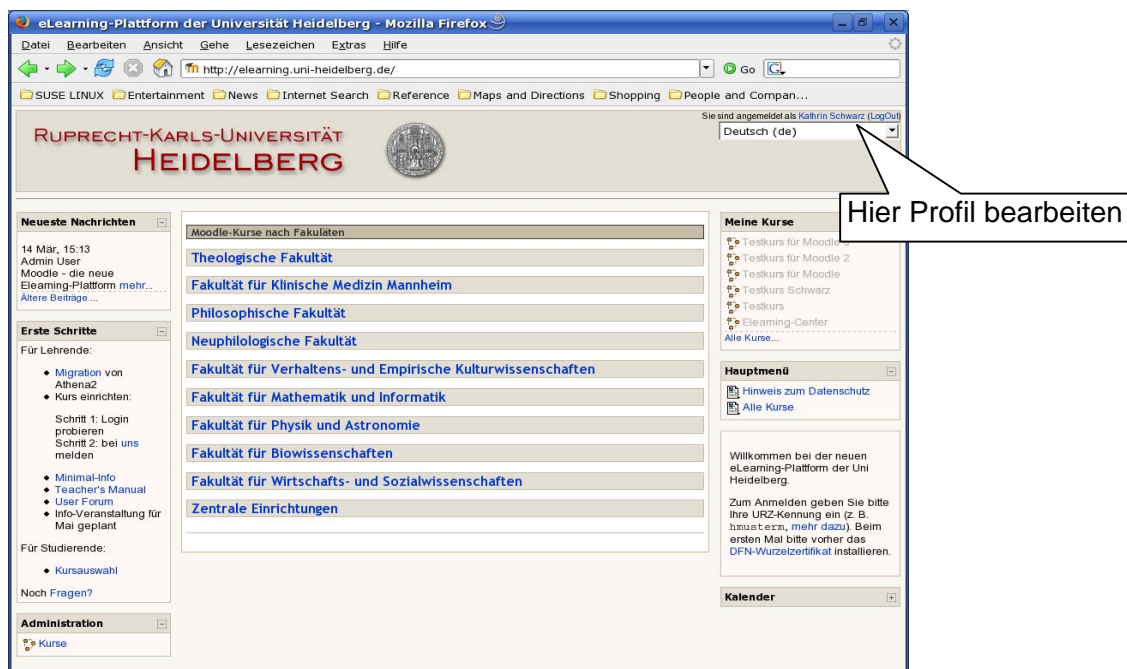 eLearning-Plattform der Universität Heidelberg - Mozilla Firefox
Datei Bearbeiten Ansicht Gehe Lesezeichen Extras Hilfe
http://elearning.uni-heidelberg.de/
Go
SUSE LINUX Entertainment News Internet Search Reference Maps and Directions Shopping People and Compan...
Sie sind angemeldet als Kathrin Schwarz (LogOut)
Deutsch (de)
RUPRECHT-KARLS-UNIVERSITÄT
HEIDELBERG
Hier Profil bearbeiten
Neueste Nachrichten
14 Mär, 15:13
Admin User
Moodle - die neue
Elearning-Plattform mehr...
Ältere Beiträge ...
Erste Schritte
Für Lehrende:
Migration von
Athena2
Kurs einrichten:
Schritt 1: Login
probieren
Schritt 2: bei uns
melden
Minimal-Info
Teacher's Manual
User Forum
Info-Veranstaltung für
Mai geplant
Für Studierende:
Kursauswahl
Noch Fragen?
Administration
Kurse
Moodle-Kurse nach Fakuläten
Theologische Fakultät
Fakultät für Klinische Medizin Mannheim
Philosophische Fakultät
Neuphilologische Fakultät
Fakultät für Verhaltens- und Empirische Kulturwissenschaften
Fakultät für Mathematik und Informatik
Fakultät für Physik und Astronomie
Fakultät für Biowissenschaften
Fakultät für Wirtschafts- und Sozialwissenschaften
Zentrale Einrichtungen
Meine Kurse
Testkurs für Moodle
Testkurs für Moodle 2
Testkurs für Moodle
Testkurs Schwarz
Testkurs
Elearning-Center
Alle Kurse...
Hauptmenü
Hinweis zum Datenschutz
Alle Kurse
Willkommen bei der neuen
eLearning-Plattform der Uni
Heidelberg.
Zum Anmelden geben Sie bitte
Ihre URZ-Kennung ein (z. B.
hmusterm, mehr dazu). Beim
ersten Mal bitte vorher das
DFN-Wurzelzertifikat installieren.
Kalender